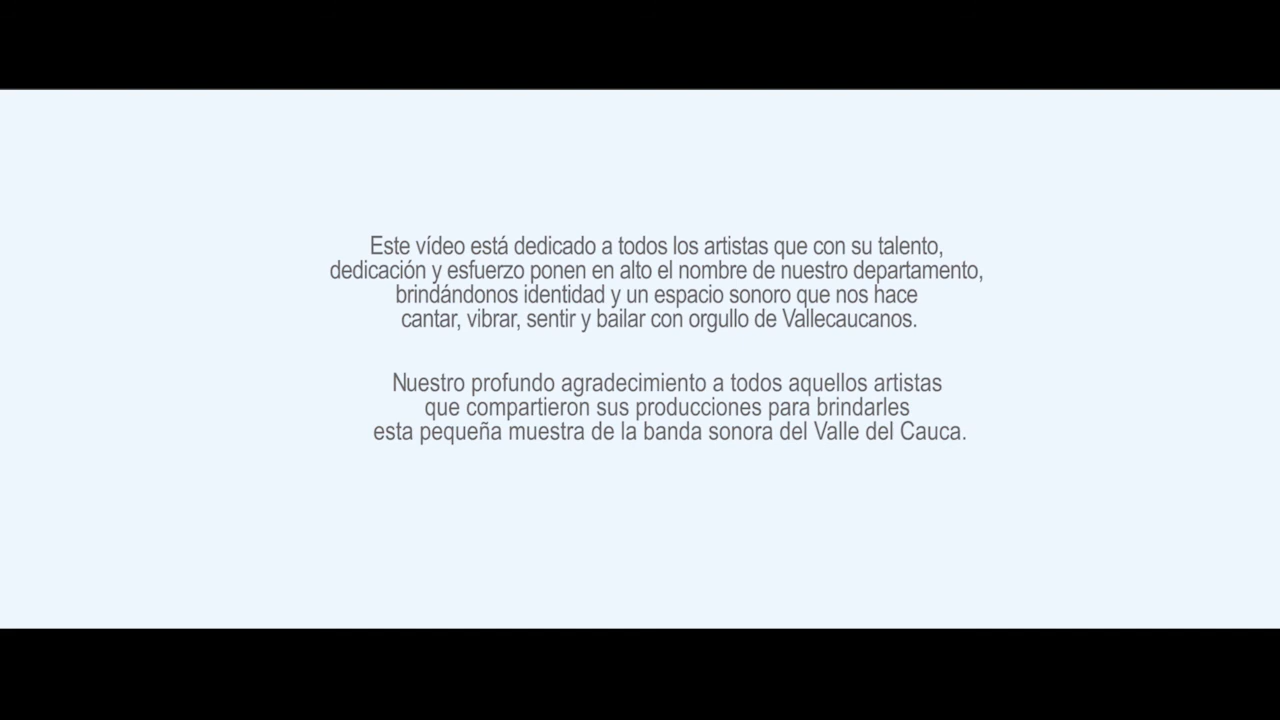 Este vídeo está dedicado a todos los artistas que con su talento,
dedicación y esfuerzo ponen en alto el nombre de nuestro departamento,
brindándonos identidad y un espacio sonoro que nos hace
cantar, vibrar, sentir y bailar con orgullo de Vallecaucanos.
Nuestro profundo agradecimiento a todos aquellos artistas
que compartieron sus producciones para brindarles
esta pequeña muestra de la banda sonora del Valle del Cauca.